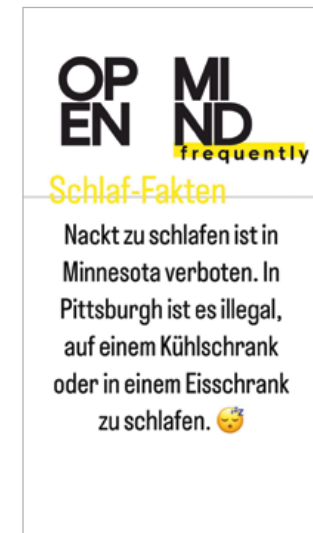 OP MI
EN ND
frequently
Schlaf-Fakten
Nackt zu schlafen ist in
Minnesota verboten. In
Pittsburgh ist es illegal,
auf einem Kühlschrank
oder in einem Eisschrank
zu schlafen. 😴